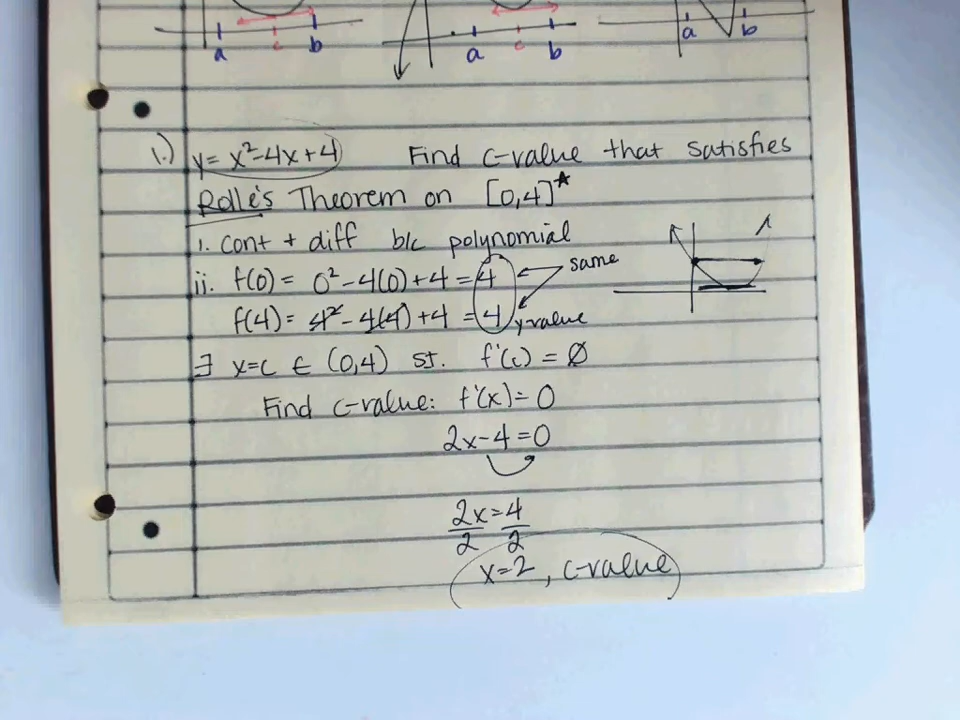 a c b a c b a b
1.) y = x²-4x+4 Find c-value that satisfies
Rolle's Theorem on [0,4]*
i. cont + diff b/c polynomial
ii. f(0) = 0²-4(0)+4 = 4 same
f(4) = 4²-4(4)+4 = 4 y-value
∃ x=c ∈ (0,4) st. f'(c) = Ø
Find c-value: f'(x) = 0
2x-4=0
2x=4
2 2
x=2, c-value